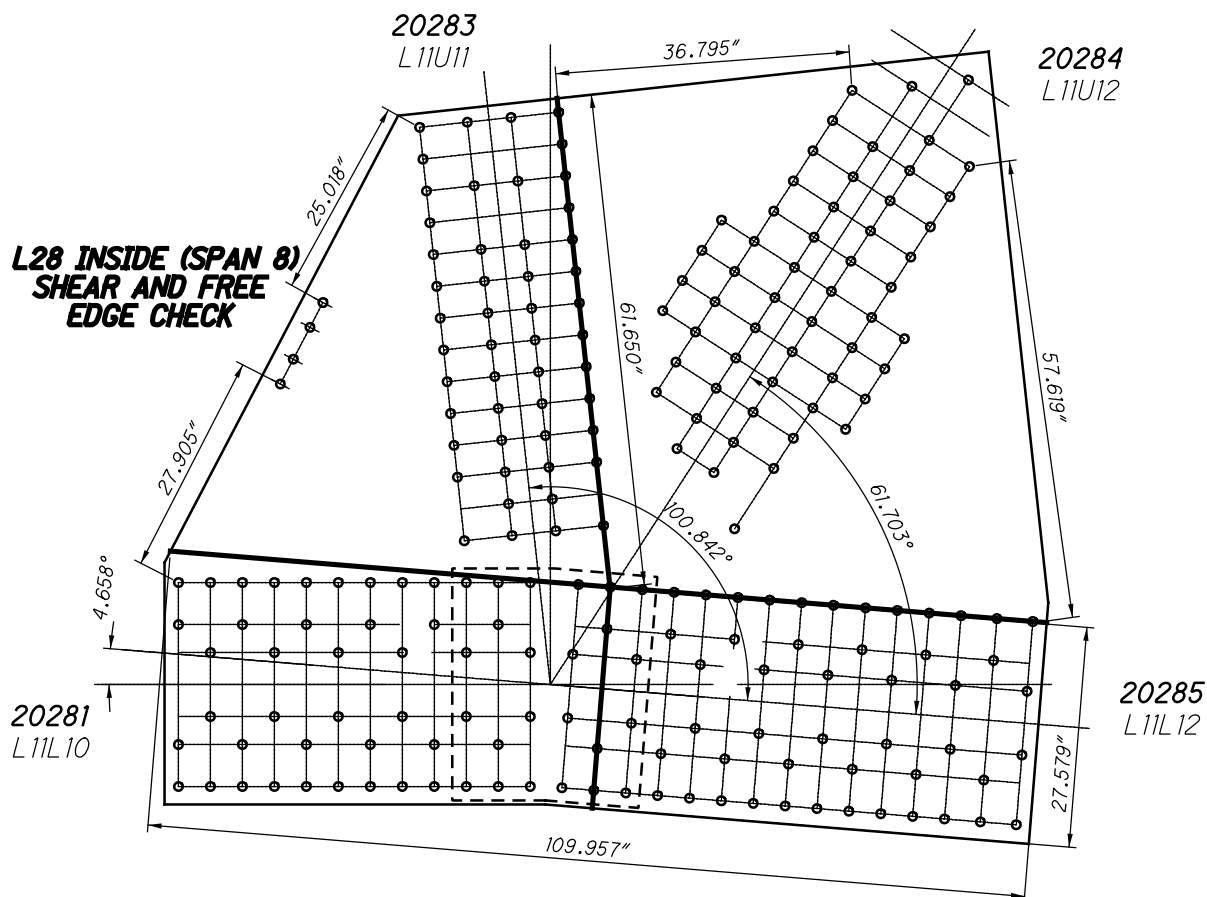 20283
L11U11
36.795"
20284
L11U12
25.018"
L28 INSIDE (SPAN 8)
SHEAR AND FREE
EDGE CHECK
61.650"
57.619"
27.905"
61.703°
100.842°
4.658°
20281
L11L10
20285
L11L12
27.579"
109.957"